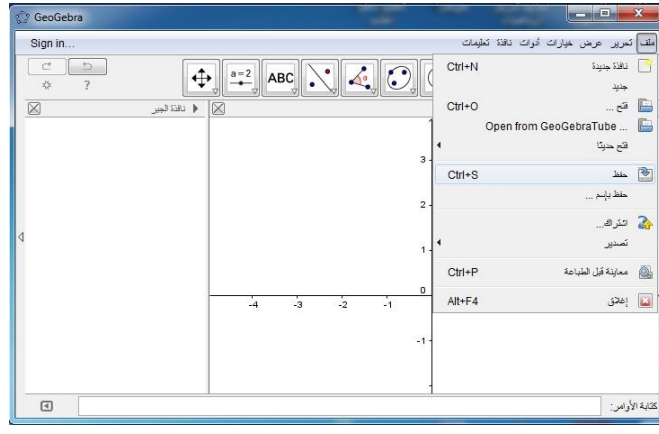 GeoGebra
ملف تحرير عرض خيارات أدوات نافذة تعليمات
Sign in...
a=2
ABC
نافذة الجبر
نافذة جديدة Ctrl+N
جديد
فتح ... Ctrl+O
Open from GeoGebraTube ...
فتح حديثا
حفظ Ctrl+S
حفظ بإسم ...
اشتراك...
تصدير
معاينة قبل الطباعة Ctrl+P
إغلاق Alt+F4
3
2
1
0
-4 -3 -2 -1
-1
كتابة الأوامر: